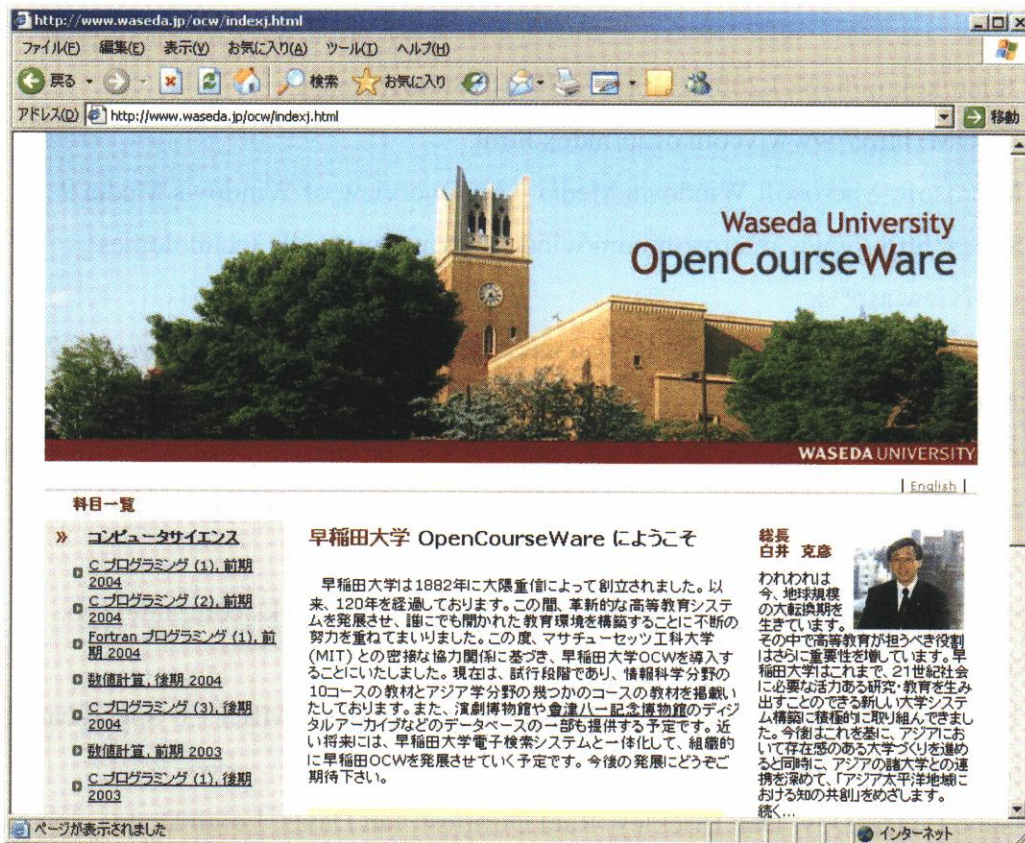 http://www.waseda.jp/ocw/indexj.html
ファイル(F) 編集(E) 表示(V) お気に入り(A) ツール(T) ヘルプ(H)
戻る 検索 お気に入り
アドレス(D) http://www.waseda.jp/ocw/indexj.html 移動
Waseda University
OpenCourseWare
WASEDA UNIVERSITY
| English |
科目一覧
» コンピュータサイエンス
C プログラミング (1), 前期
2004
C プログラミング (2), 前期
2004
Fortran プログラミング (1), 前
期 2004
数値計算, 後期 2004
C プログラミング (3), 後期
2004
数値計算, 前期 2003
C プログラミング (1), 後期
2003
早稲田大学 OpenCourseWare にようこそ
早稲田大学は1882年に大隈重信によって創立されました。以
来、120年を経過しております。この間、革新的な高等教育システ
ムを発展させ、誰にでも開かれた教育環境を構築することに不断の
努力を重ねてまいりました。この度、マサチューセッツ工科大学
(MIT) との密接な協力関係に基づき、早稲田大学OCWを導入す
ることにいたしました。現在は、試行段階であり、情報科学分野の
10コースの教材とアジア学分野の幾つかのコースの教材を掲載い
たしております。また、演劇博物館や會津八一記念博物館のディジ
タルアーカイブなどのデータベースの一部も提供する予定です。近
い将来には、早稲田大学電子検索システムと一体化して、組織的
に早稲田OCWを発展させていく予定です。今後の発展にどうぞご
期待下さい。
総長
白井 克彦
われわれは
今、地球規模
の大転換期を
生きています。
その中で高等教育が担うべき役割
はさらに重要性を増しています。早
稲田大学はこれまで、21世紀社会
に必要な活力ある研究・教育を生み
出すことのできる新しい大学システ
ム構築に積極的に取り組んできまし
た。今後はこれを基に、アジアにお
いて存在感のある大学づくりを進め
ると同時に、アジアの諸大学との連
携を深めて、「アジア太平洋地域に
おける知の共創」をめざします。
続く...
ページが表示されました インターネット